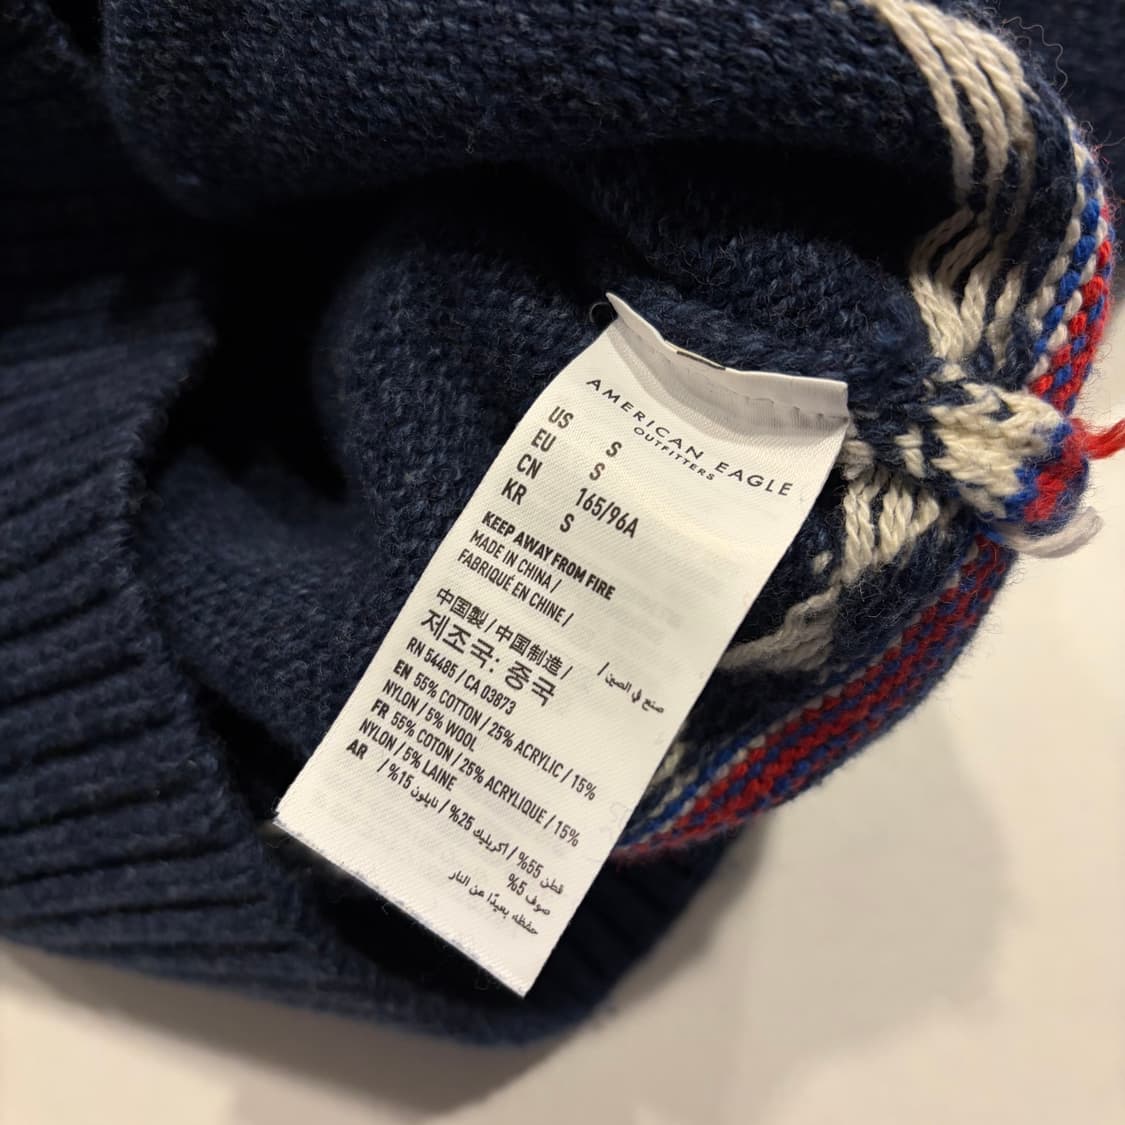 AMERICAN EAGLE
OUTFITTERS
US S
EU S
CN 165/96A
KR S
KEEP AWAY FROM FIRE
MADE IN CHINA /
FABRIQUÉ EN CHINE /
صنع في الصين/
中国製 / 中国制造 /
제조국: 중국
RN 54485 / CA 03873
EN 55% COTTON / 25% ACRYLIC / 15%
NYLON / 5% WOOL
FR 55% COTON / 25% ACRYLIQUE / 15%
NYLON / 5% LAINE
AR قطن 55% / اكريليك 25% / نايلون 15% /
صوف 5%
حفظه بعيدًا عن النار